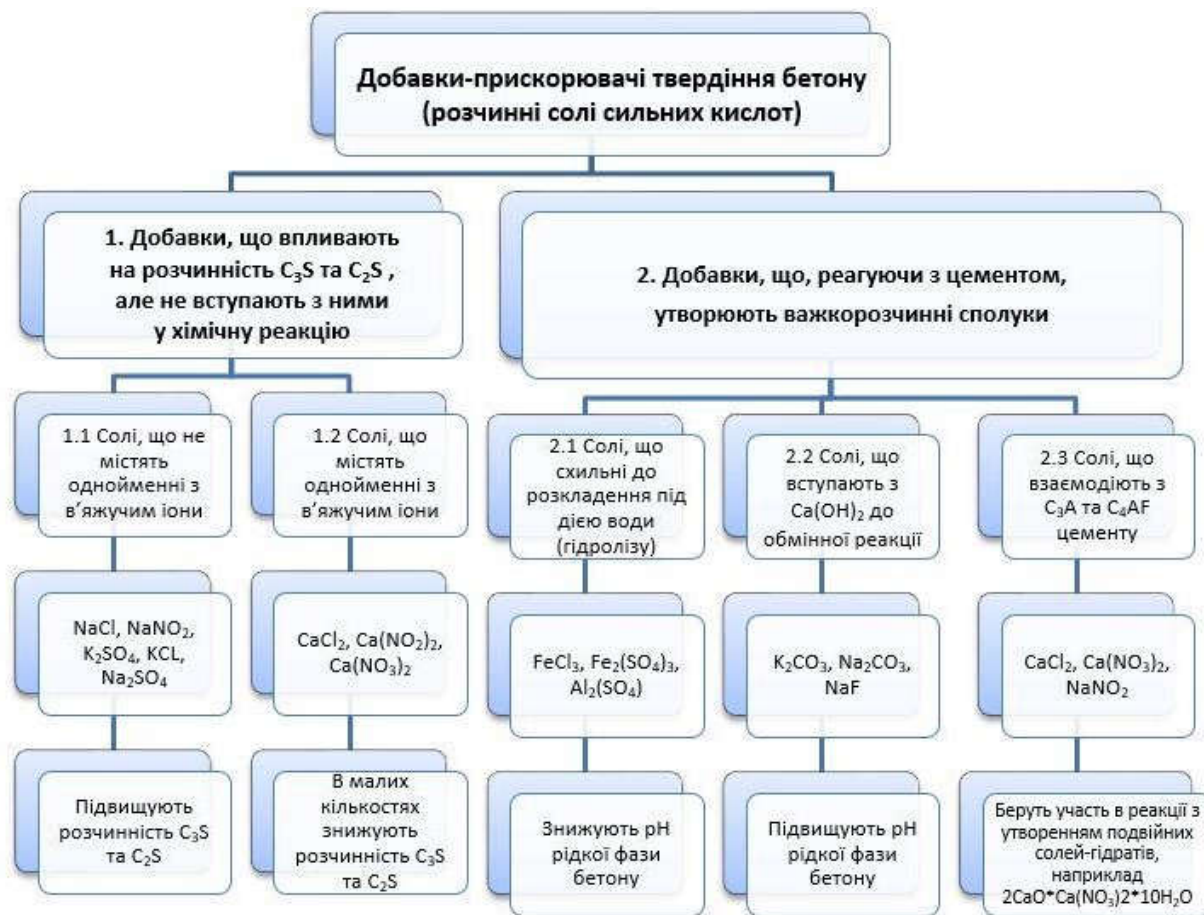 Добавки-прискорювачі твердіння бетону
(розчинні солі сильних кислот)
1. Добавки, що впливають
на розчинність C₃S та C₂S ,
але не вступають з ними
у хімічну реакцію
2. Добавки, що, реагуючи з цементом,
утворюють важкорозчинні сполуки
1.1 Солі, що не
містять
однойменні з
в’яжучим іони
1.2 Солі, що
містять
однойменні з
в’яжучим іони
2.1 Солі, що
схильні до
розкладення під
дією води
(гідролізу)
2.2 Солі, що
вступають з
Ca(OH)₂ до
обмінної реакції
2.3 Солі, що
взаємодіють з
C₃A та C₄AF
цементу
NaCl, NaNO₂,
K₂SO₄, KCL,
Na₂SO₄
CaCl₂, Ca(NO₂)₂,
Ca(NO₃)₂
FeCl₃, Fe₂(SO₄)₃,
Al₂(SO₄)
K₂CO₃, Na₂CO₃,
NaF
CaCl₂, Ca(NO₃)₂,
NaNO₂
Підвищують
розчинність C₃S
та C₂S
В малих
кількостях
знижують
розчинність C₃S
та C₂S
Знижують pH
рідкої фази
бетону
Підвищують pH
рідкої фази
бетону
Беруть участь в реакції з
утворенням подвійних
солей-гідратів,
наприклад
2CaO*Ca(NO₃)2*10H₂O